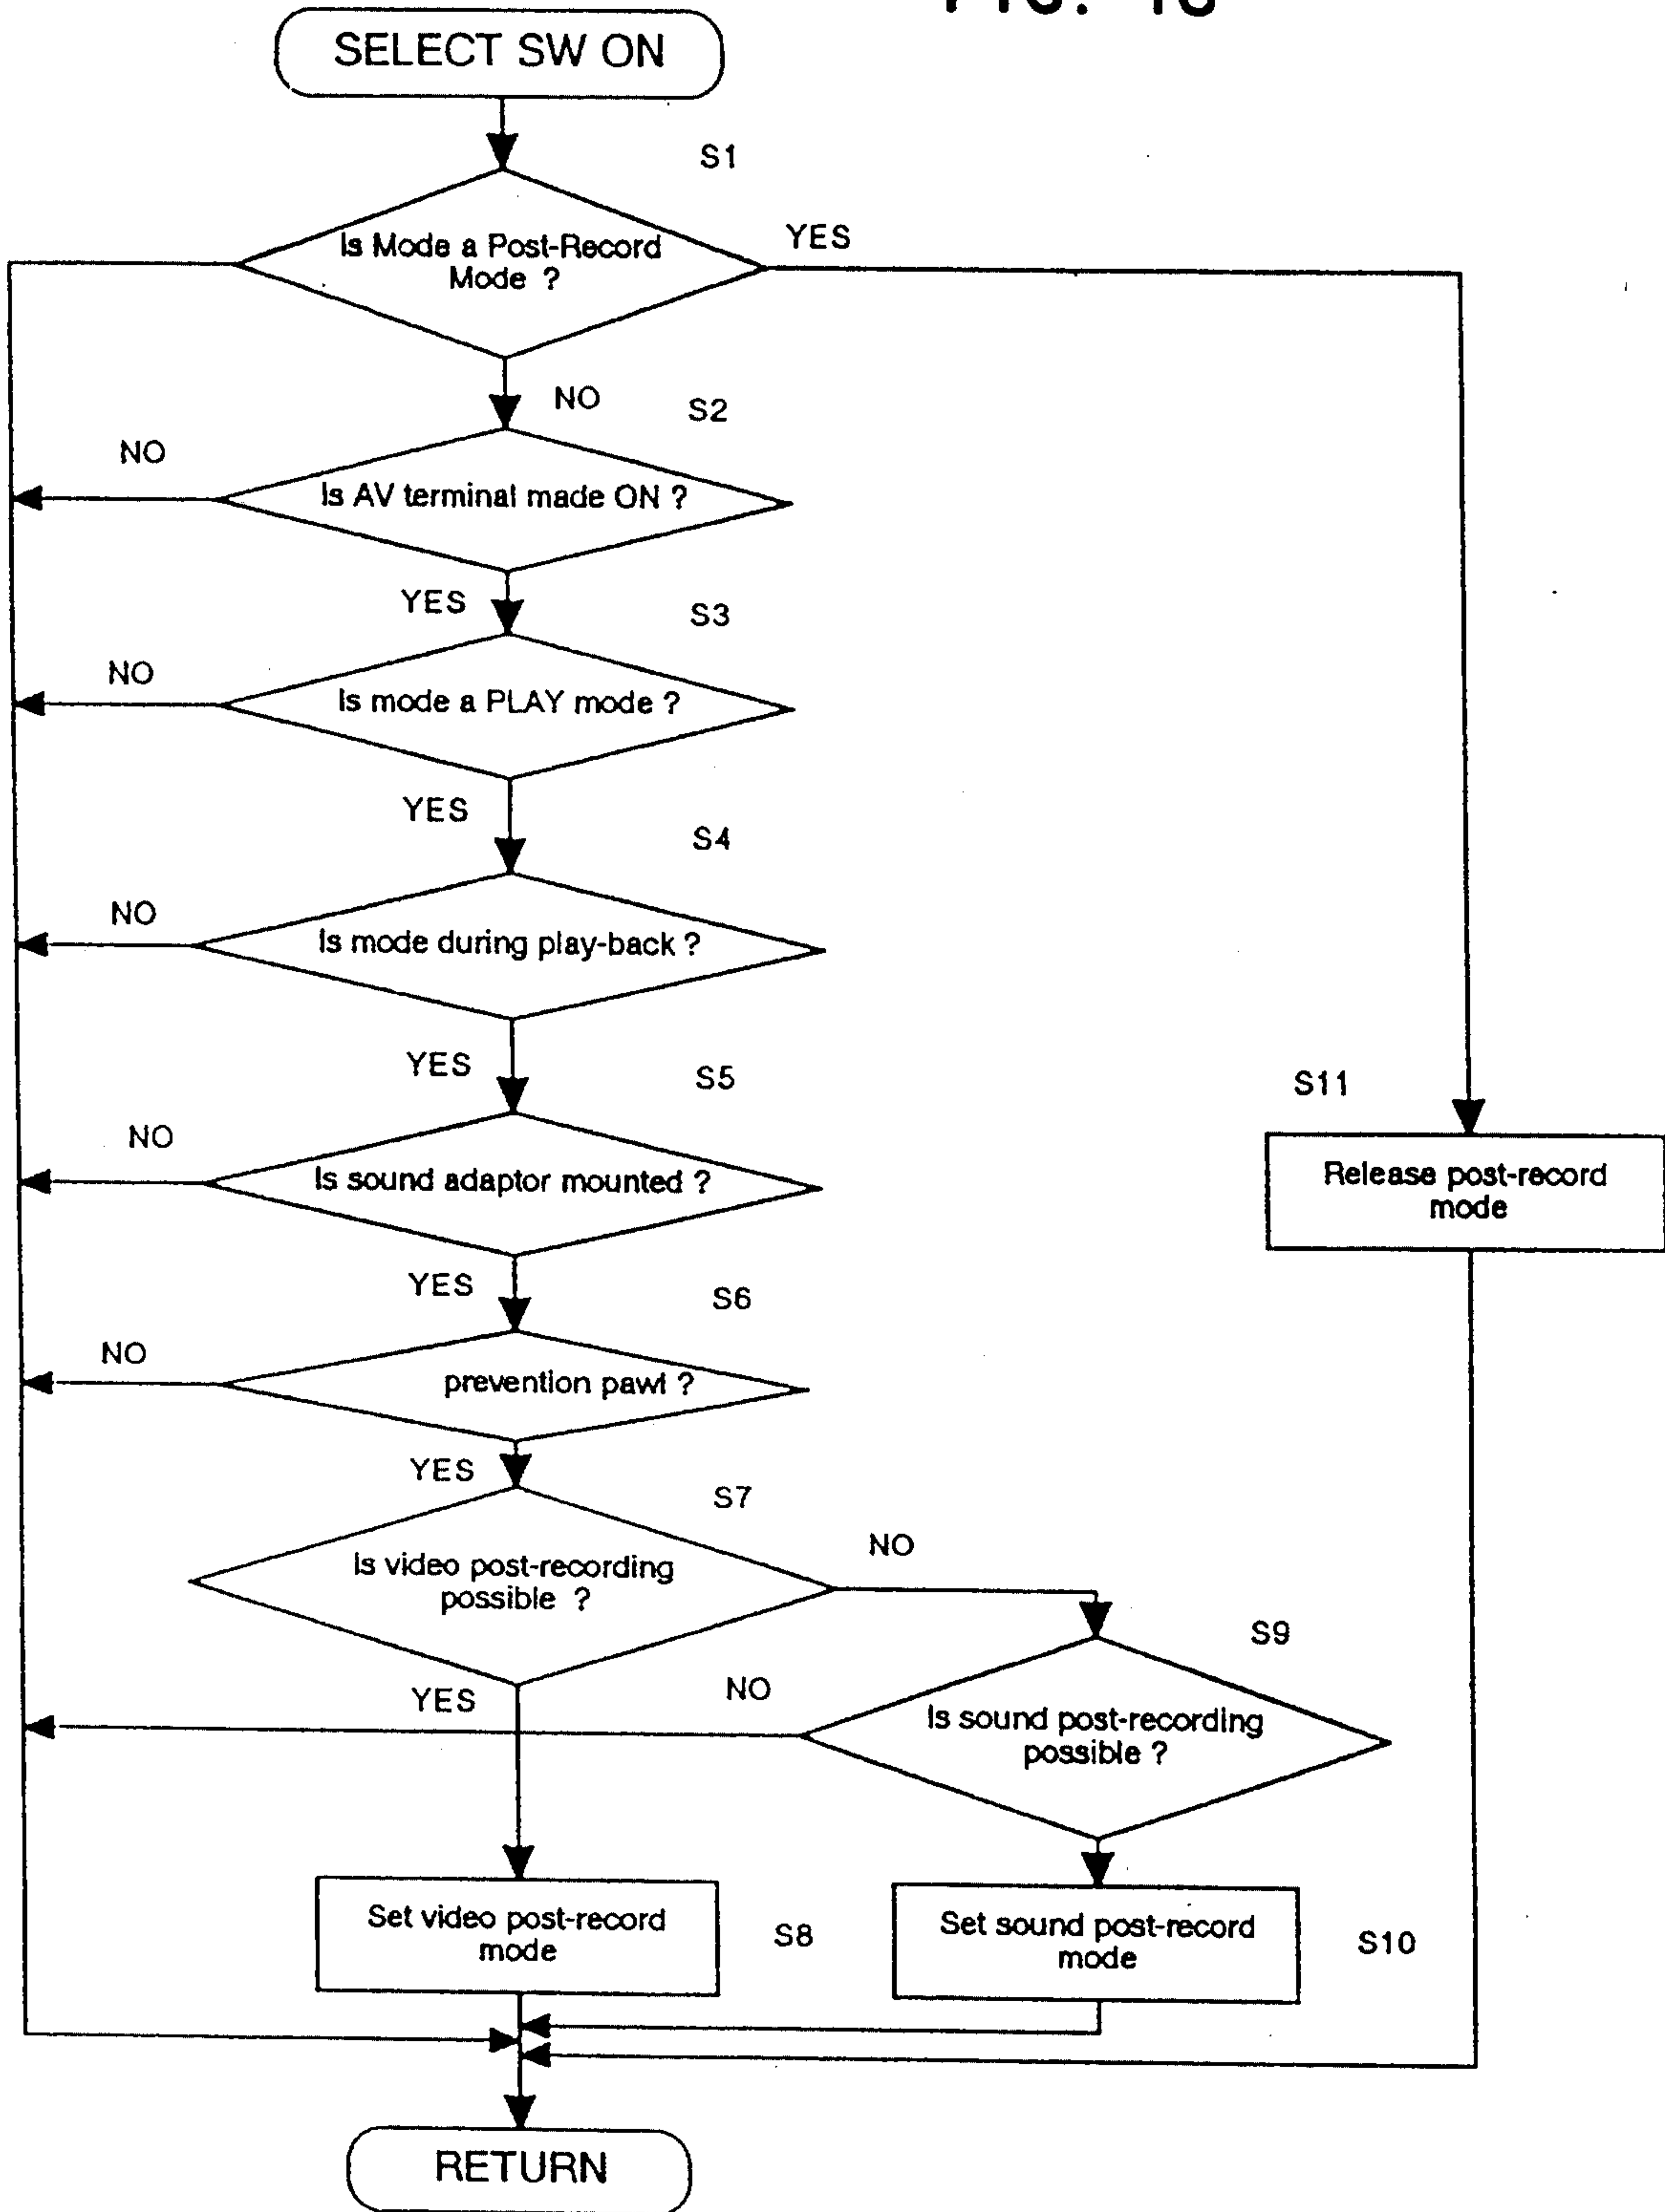 SELECT SW ON
S1
Is Mode a Post-Record
Mode ?
YES
NO
S2
NO
Is AV terminal made ON ?
YES
S3
NO
Is mode a PLAY mode ?
YES
S4
NO
Is mode during play-back ?
YES
S5
NO
Is sound adaptor mounted ?
S11
Release post-record
mode
YES
S6
NO
prevention pawl ?
YES
S7
Is video post-recording
possible ?
NO
S9
YES
NO
Is sound post-recording
possible ?
Set video post-record
mode
S8
Set sound post-record
mode
S10
RETURN